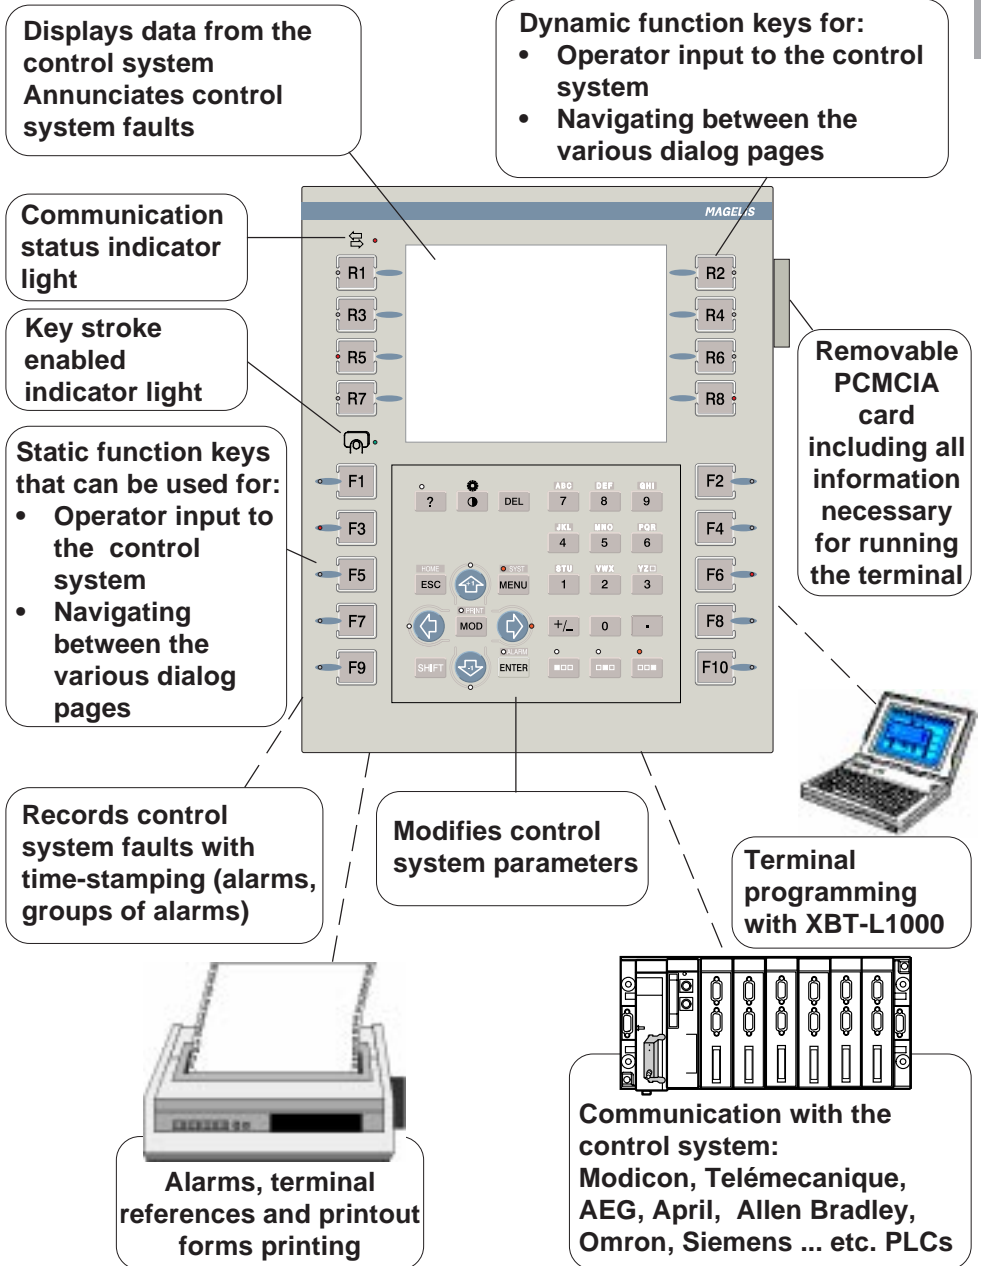 Displays data from the
control system
Annunciates control
system faults
Dynamic function keys for:
• Operator input to the control
system
• Navigating between the
various dialog pages
Communication
status indicator
light
Key stroke
enabled
indicator light
Static function keys
that can be used for:
• Operator input to
the control
system
• Navigating
between the
various dialog
pages
MAGELIS
R1
R2
R3
R4
R5
R6
R7
R8
F1
F2
F3
F4
F5
F6
F7
F8
F9
F10
ABC DEF GHI
? DEL 7 8 9
JKL MNO PQR
4 5 6
HOME SYST STU VWX YZ
ESC +1 MENU 1 2 3
PRINT
MOD +/_ 0 .
ALARM
SHIFT -1 ENTER
Removable
PCMCIA
card
including all
information
necessary
for running
the terminal
Records control
system faults with
time-stamping (alarms,
groups of alarms)
Modifies control
system parameters
Terminal
programming
with XBT-L1000
Alarms, terminal
references and printout
forms printing
Communication with the
control system:
Modicon, Telémecanique,
AEG, April, Allen Bradley,
Omron, Siemens ... etc. PLCs